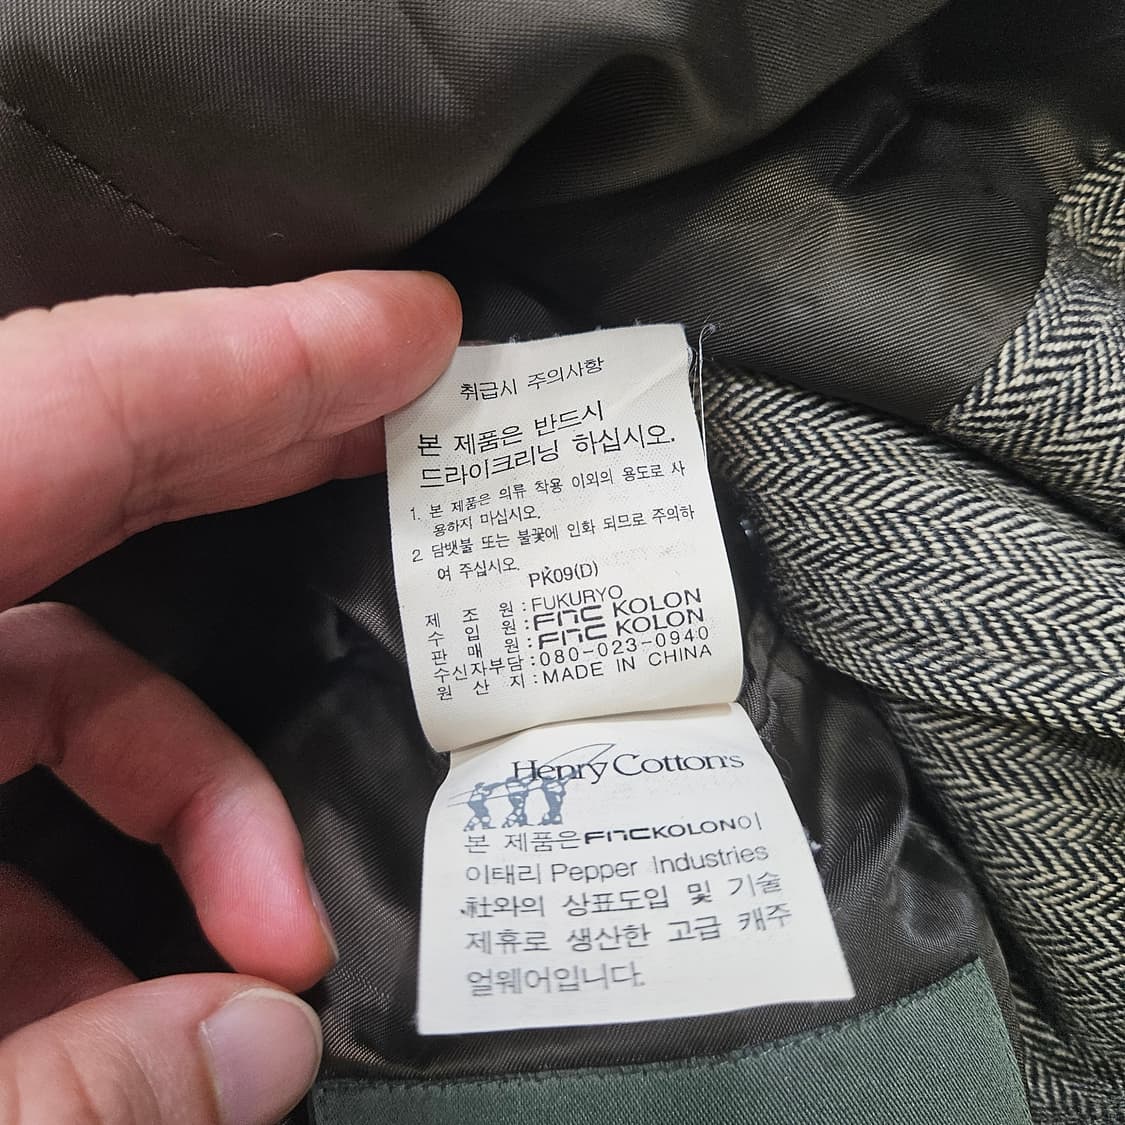 취급시 주의사항
본 제품은 반드시
드라이크리닝 하십시오.
1. 본 제품은 의류 착용 이외의 용도로 사
용하지 마십시오.
2 담뱃불 또는 불꽃에 인화 되므로 주의하
여 주십시오.
PK09(D)
제 조 원 : FUKURYO
수 입 원 : FnC KOLON
판 매 원 : FnC KOLON
수신자부담 : 080-023-0940
원 산 지 : MADE IN CHINA
Henry Cotton's
본 제품은 FnC KOLON이
이태리 Pepper Industries
社와의 상표도입 및 기술
제휴로 생산한 고급 캐주
얼웨어입니다.